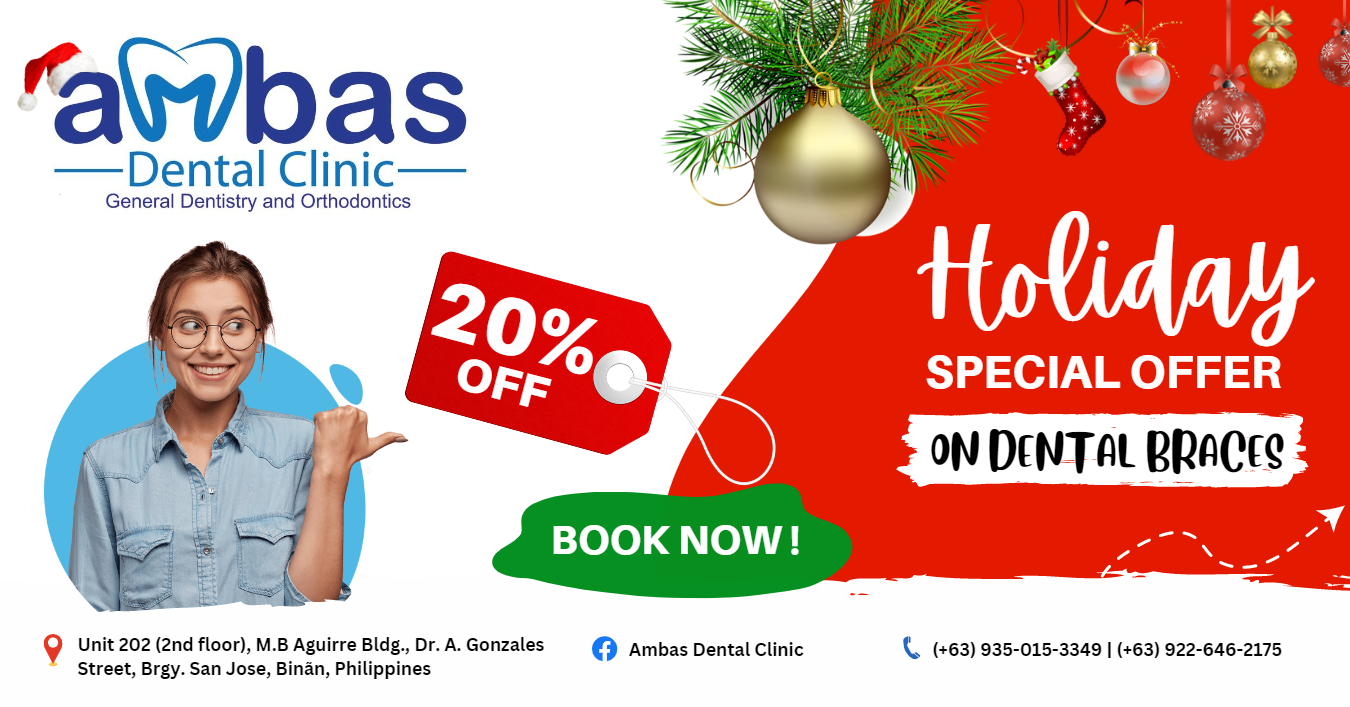 ambas
Dental Clinic
General Dentistry and Orthodontics
20%
OFF
Holiday
SPECIAL OFFER
ON DENTAL BRACES
BOOK NOW!
Unit 202 (2nd floor), M.B Aguirre Bldg., Dr. A. Gonzales
Street, Brgy. San Jose, Binãn, Philippines
Ambas Dental Clinic
(+63) 935-015-3349 | (+63) 922-646-2175